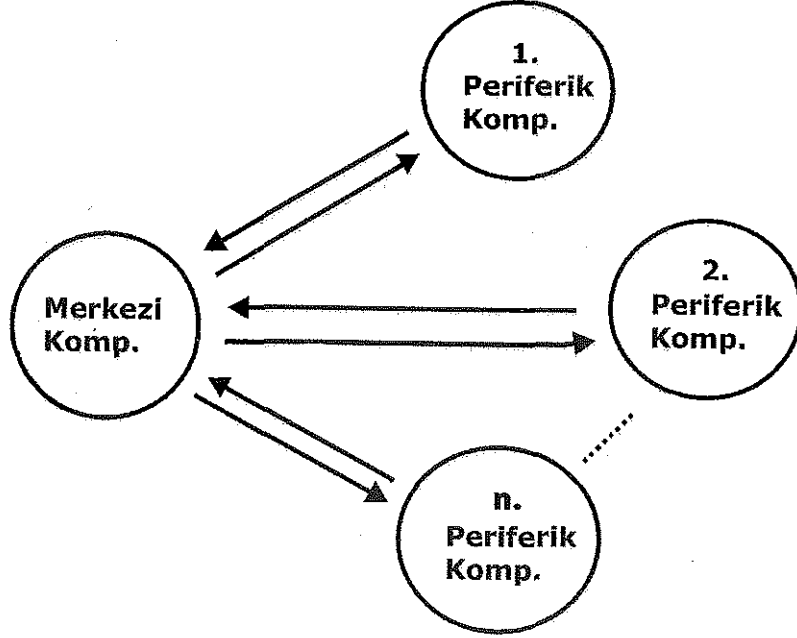 1.
Periferik
Komp.
Merkezi
Komp.
2.
Periferik
Komp.
n.
Periferik
Komp.